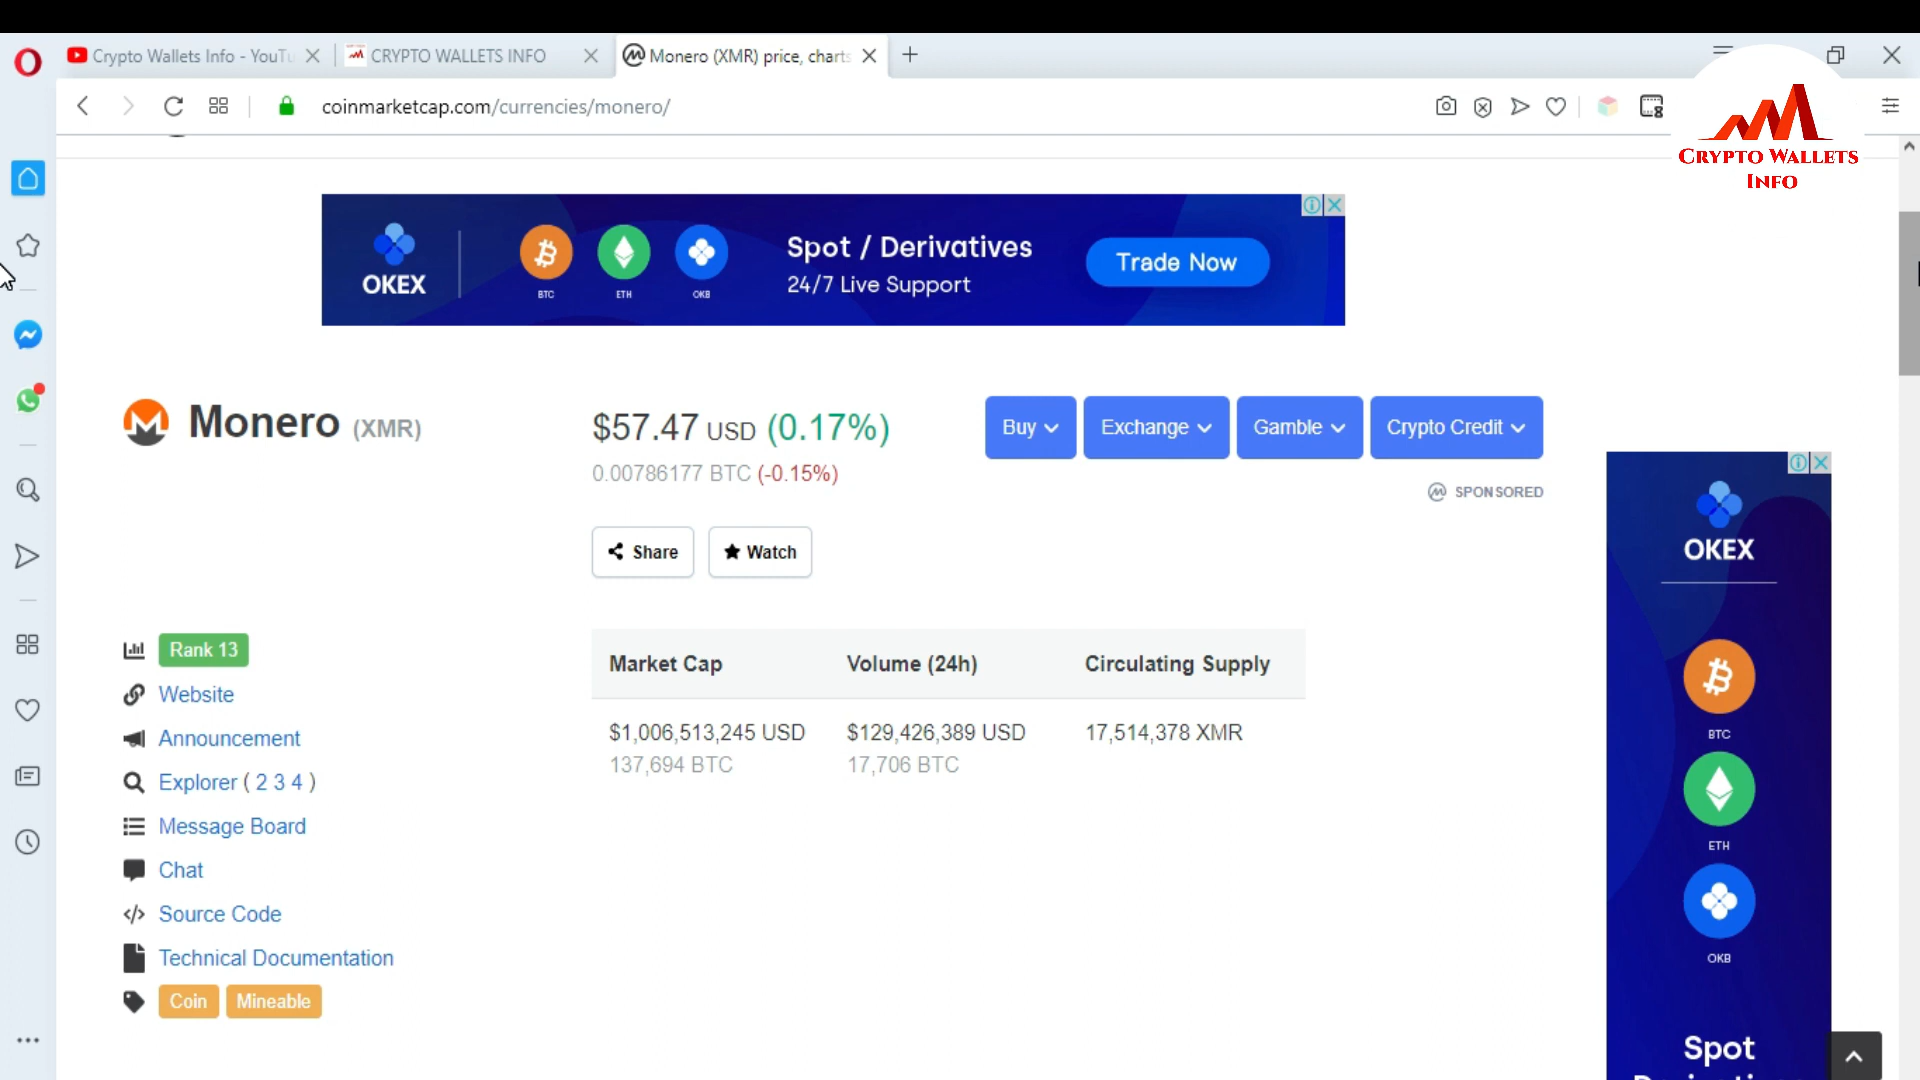 Crypto Wallets Info - YouTu
CRYPTO WALLETS INFO
Monero (XMR) price, charts
coinmarketcap.com/currencies/monero/
CRYPTO WALLETS
INFO
OKEX
BTC
ETH
OKB
Spot / Derivatives
24/7 Live Support
Trade Now
Monero (XMR)
$57.47 USD (0.17%)
0.00786177 BTC (-0.15%)
Buy
Exchange
Gamble
Crypto Credit
SPONSORED
Share
Watch
Rank 13
Website
Announcement
Explorer ( 2 3 4 )
Message Board
Chat
Source Code
Technical Documentation
Coin
Mineable
Market Cap Volume (24h) Circulating Supply
$1,006,513,245 USD $129,426,389 USD 17,514,378 XMR
137,694 BTC 17,706 BTC
OKEX
BTC
ETH
OKB
Spot